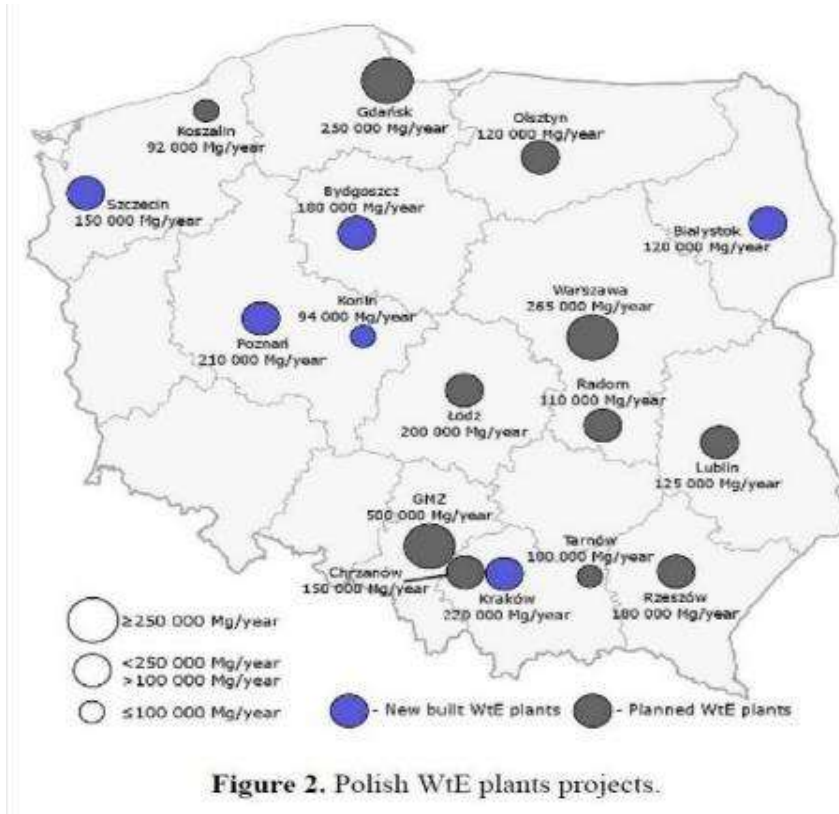 Gdańsk
250 000 Mg/year
Koszalin
92 000 Mg/year
Olsztyn
120 000 Mg/year
Szczecin
150 000 Mg/year
Bydgoszcz
180 000 Mg/year
Białystok
120 000 Mg/year
Warszawa
265 000 Mg/year
Konin
94 000 Mg/year
Poznań
210 000 Mg/year
Radom
110 000 Mg/year
Łódź
200 000 Mg/year
Lublin
125 000 Mg/year
GMZ
500 000 Mg/year
Tarnów
100 000 Mg/year
Chrzanów
150 000 Mg/year
Kraków
220 000 Mg/year
Rzeszów
180 000 Mg/year
≥250 000 Mg/year
<250 000 Mg/year
>100 000 Mg/year
≤100 000 Mg/year
- New built WtE plants
- Planned WtE plants
Figure 2. Polish WtE plants projects.